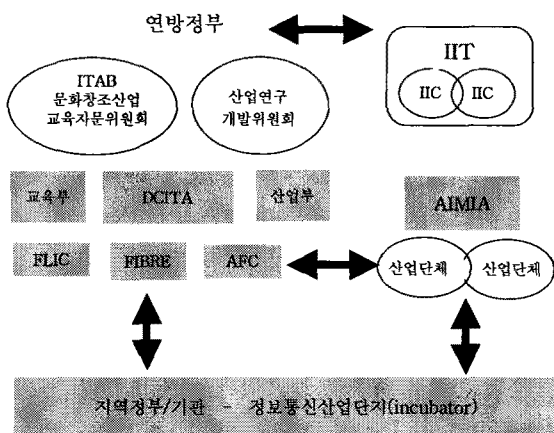 연방정부
IIT
IIC IIC
ITAB
문화창조산업
교육자문위원회
산업연구
개발위원회
교육부 DCITA 산업부 AIMIA
FLIC FIBRE AFC 산업단체 산업단체
지역정부/기관 - 정보통신산업단지(incubator)